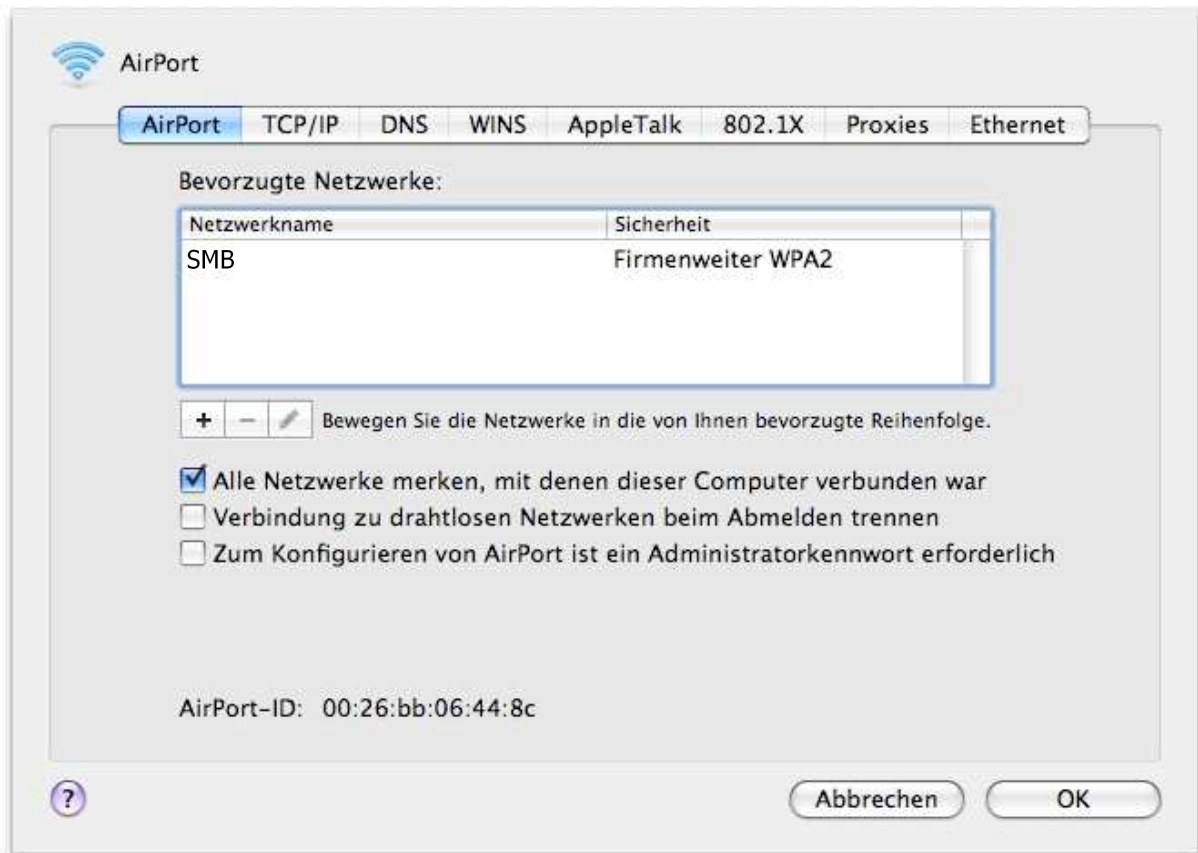 AirPort
AirPort TCP/IP DNS WINS AppleTalk 802.1X Proxies Ethernet
Bevorzugte Netzwerke:
Netzwerkname Sicherheit
SMB Firmenweiter WPA2
+ − Bewegen Sie die Netzwerke in die von Ihnen bevorzugte Reihenfolge.
Alle Netzwerke merken, mit denen dieser Computer verbunden war
Verbindung zu drahtlosen Netzwerken beim Abmelden trennen
Zum Konfigurieren von AirPort ist ein Administratorkennwort erforderlich
AirPort-ID: 00:26:bb:06:44:8c
? Abbrechen OK